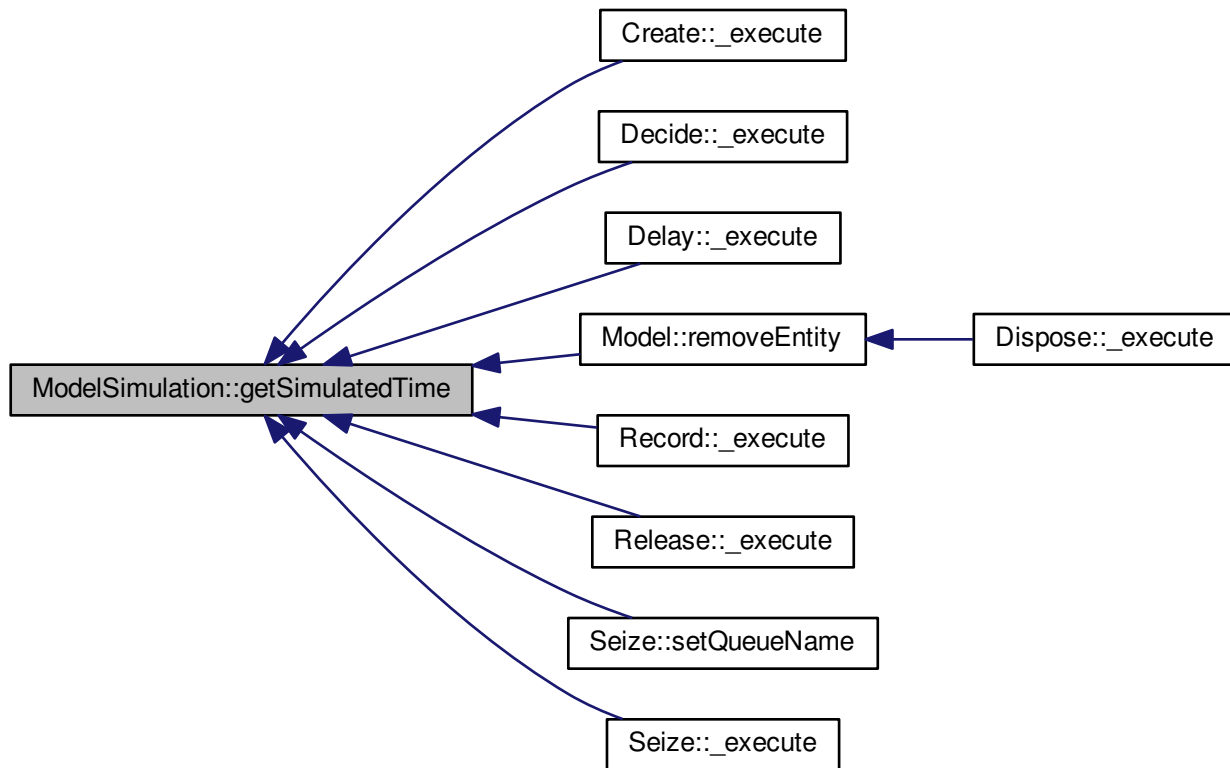 Create::_execute
Decide::_execute
Delay::_execute
Model::removeEntity
Dispose::_execute
ModelSimulation::getSimulatedTime
Record::_execute
Release::_execute
Seize::setQueueName
Seize::_execute